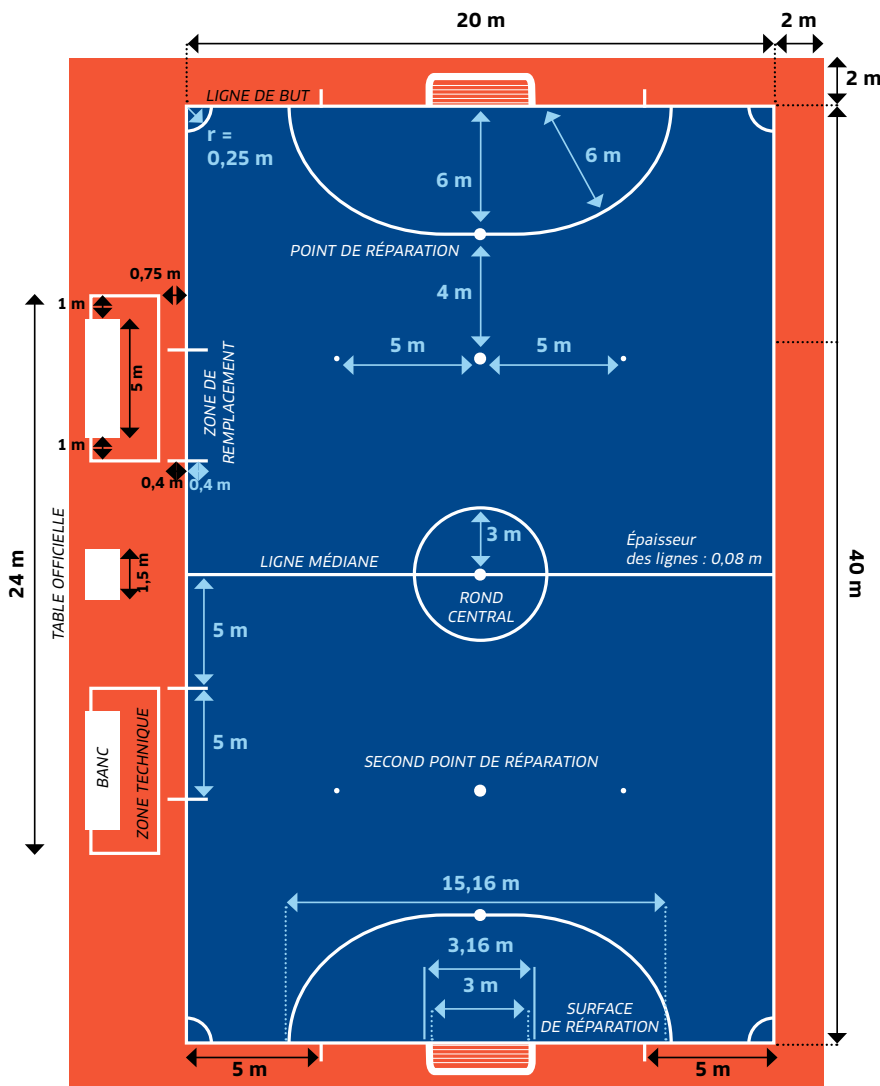 20 m
2 m
2 m
LIGNE DE BUT
r =
0,25 m
6 m
6 m
POINT DE RÉPARATION
0,75 m
4 m
1 m
5 m
5 m
5 m
ZONE DE
REMPLACEMENT
1 m
0,4 m
0,4 m
24 m
TABLE OFFICIELLE
1,5 m
LIGNE MÉDIANE
3 m
Épaisseur
des lignes : 0,08 m
40 m
ROND
CENTRAL
5 m
5 m
BANC
ZONE TECHNIQUE
SECOND POINT DE RÉPARATION
15,16 m
3,16 m
3 m
SURFACE
DE RÉPARATION
5 m
5 m